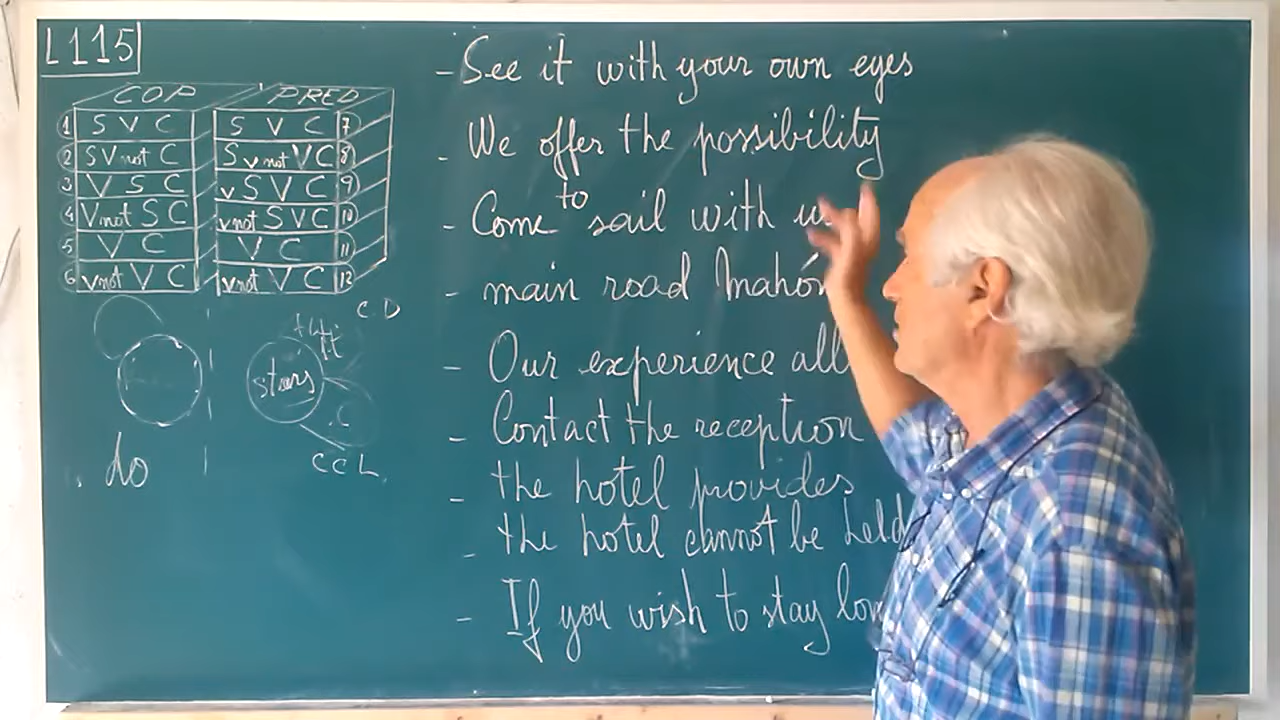 L115
COP PRED
1 S V C S V C 7
2 S V not C S v not V C 8
3 V S C v S V C 9
4 V not S C v not S V C 10
5 V C V C 11
6 v not V C v not V C 12
C D
stairs
C C L
. do
- See it with your own eyes
- We offer the possibility
- Come to sail with us
- main road Mahón
- Our experience all
- Contact the reception
- the hotel provides
- the hotel cannot be held
- If you wish to stay lon